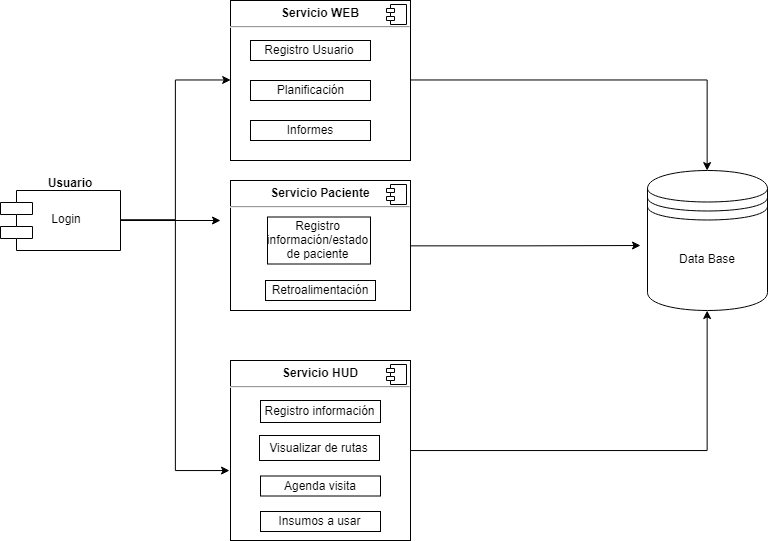 Servicio WEB
Registro Usuario
Planificación
Informes
Usuario
Login
Servicio Paciente
Registro
información/estado
de paciente
Retroalimentación
Data Base
Servicio HUD
Registro información
Visualizar de rutas
Agenda visita
Insumos a usar